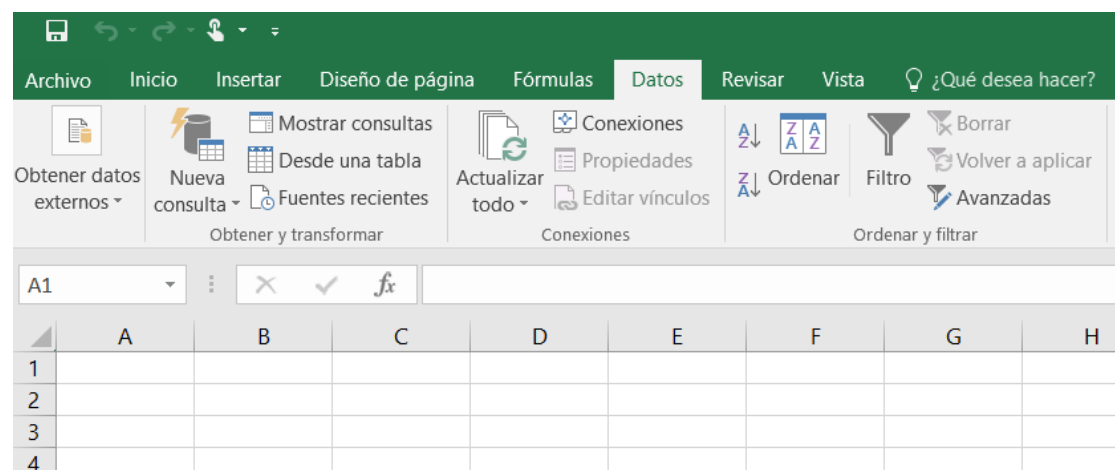 Archivo Inicio Insertar Diseño de página Fórmulas Datos Revisar Vista ¿Qué desea hacer?
Obtener datos externos
Nueva consulta
Mostrar consultas
Desde una tabla
Fuentes recientes
Obtener y transformar
Actualizar todo
Conexiones
Propiedades
Editar vínculos
Conexiones
Ordenar
Filtro
Borrar
Volver a aplicar
Avanzadas
Ordenar y filtrar
A1 fx
A B C D E F G H
1
2
3
4